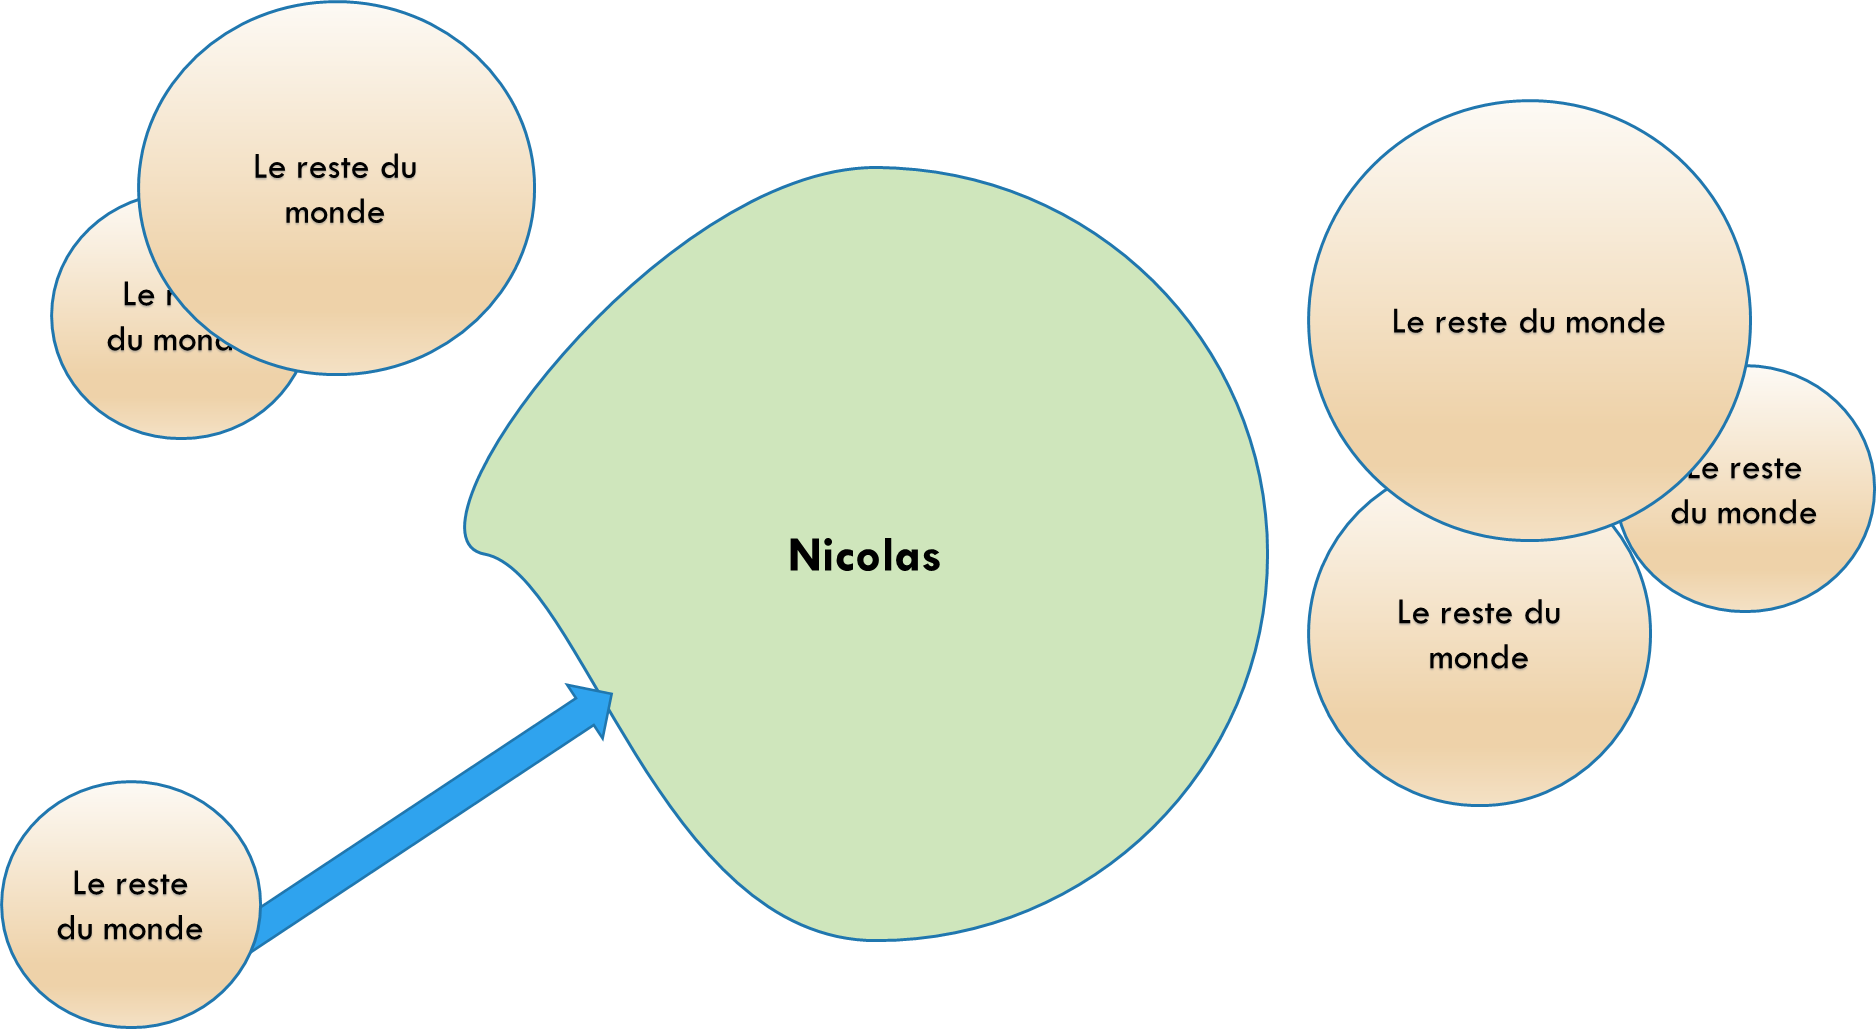 Le reste du
monde
Le
du mond
Nicolas
Le reste du monde
Le reste
du monde
Le reste du
monde
Le reste
du monde